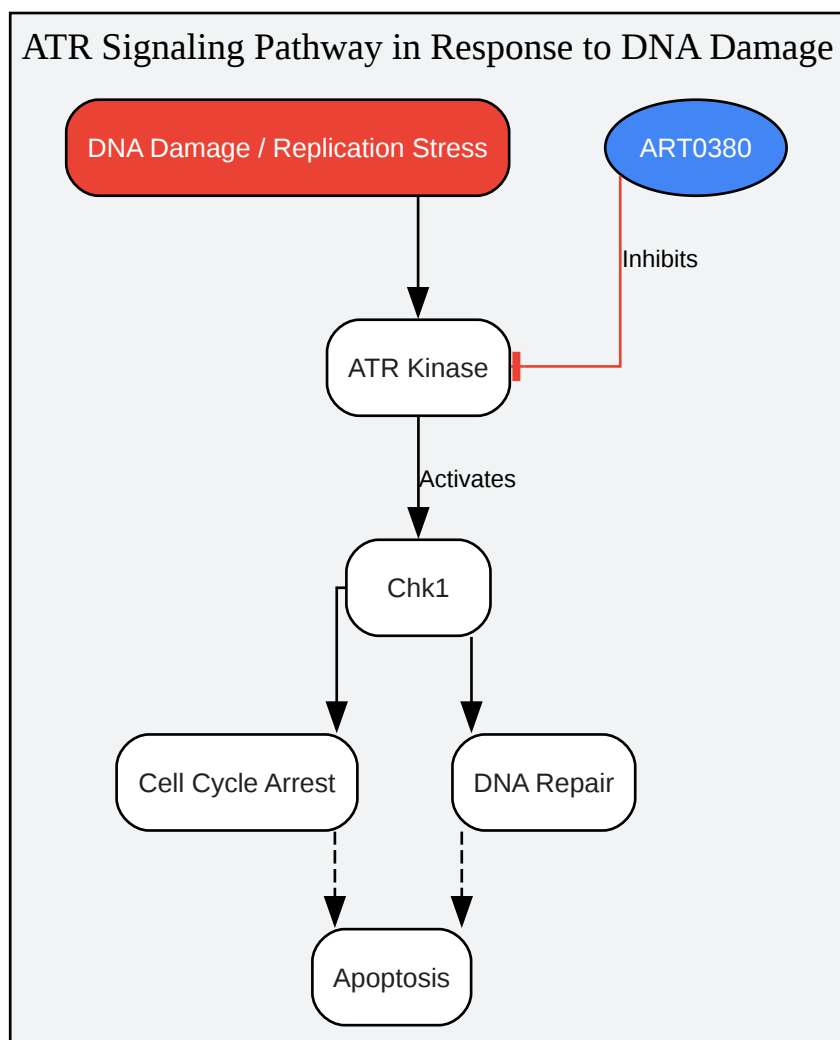 ATR Signaling Pathway in Response to DNA Damage
DNA Damage / Replication Stress
ART0380
Inhibits
ATR Kinase
Activates
Chk1
Cell Cycle Arrest
DNA Repair
Apoptosis